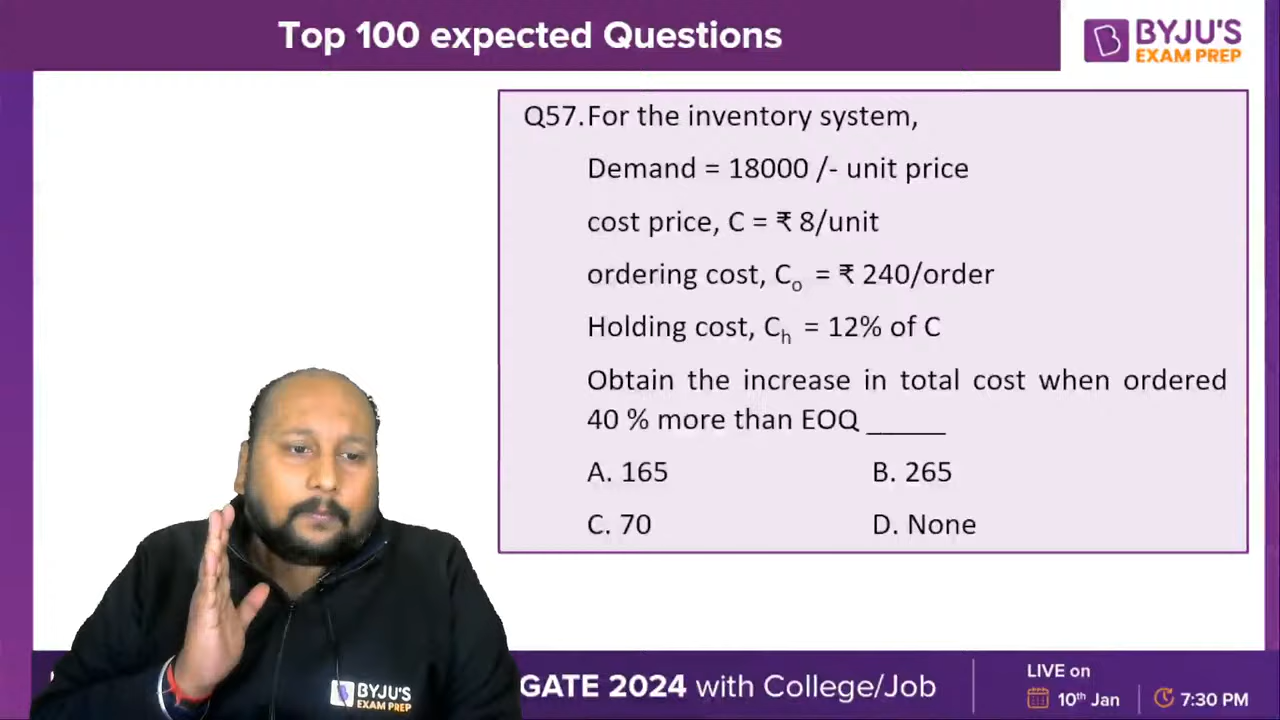 Top 100 expected Questions
BYJU'S
EXAM PREP
Q57. For the inventory system,
Demand = 18000 /- unit price
cost price, C = ₹ 8/unit
ordering cost, Co = ₹ 240/order
Holding cost, Ch = 12% of C
Obtain the increase in total cost when ordered
40 % more than EOQ _____
A. 165 B. 265
C. 70 D. None
BYJU'S
EXAM PREP
GATE 2024 with College/Job
LIVE on
10th Jan
7:30 PM